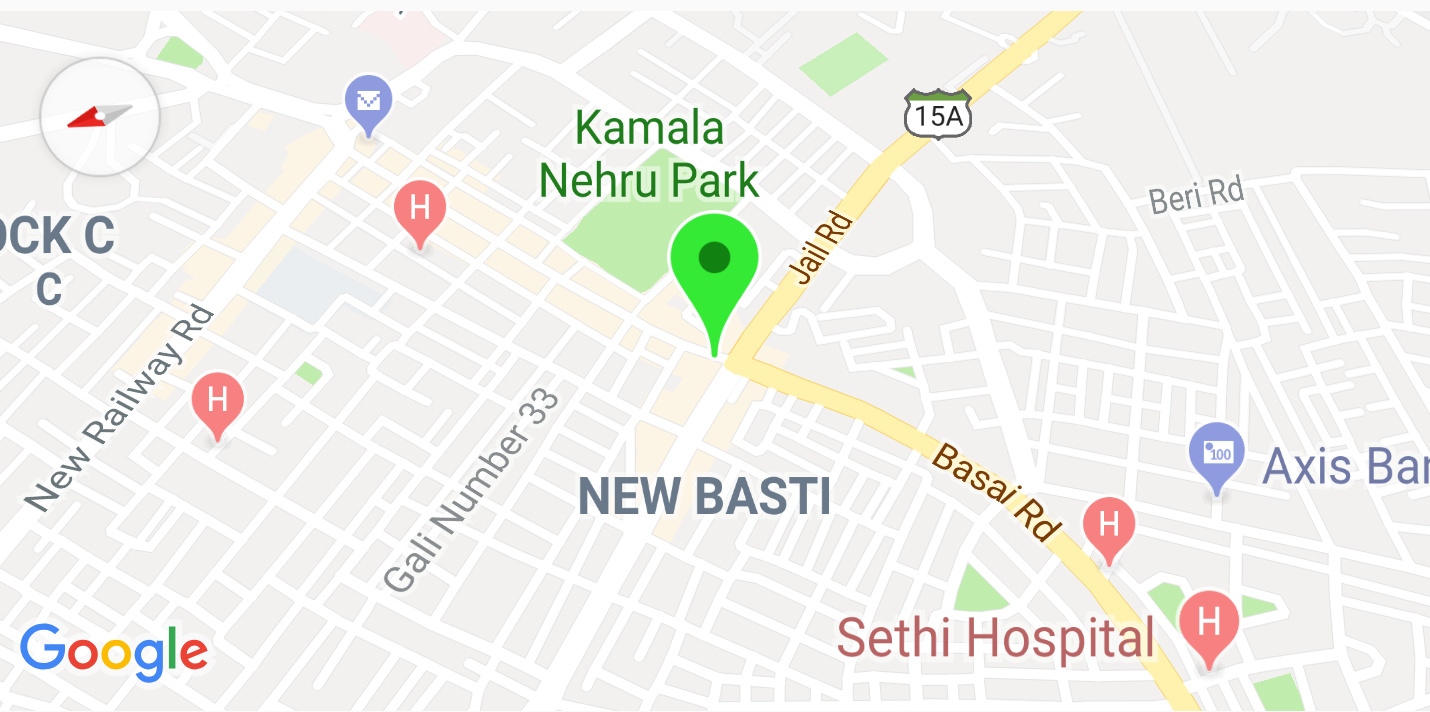 Kamala
Nehru Park
15A
Beri Rd
Jail Rd
H
OCK C
C
New Railway Rd
H
Gali Number 33
NEW BASTI
Basai Rd
100
Axis Ban
H
Sethi Hospital
H
Google